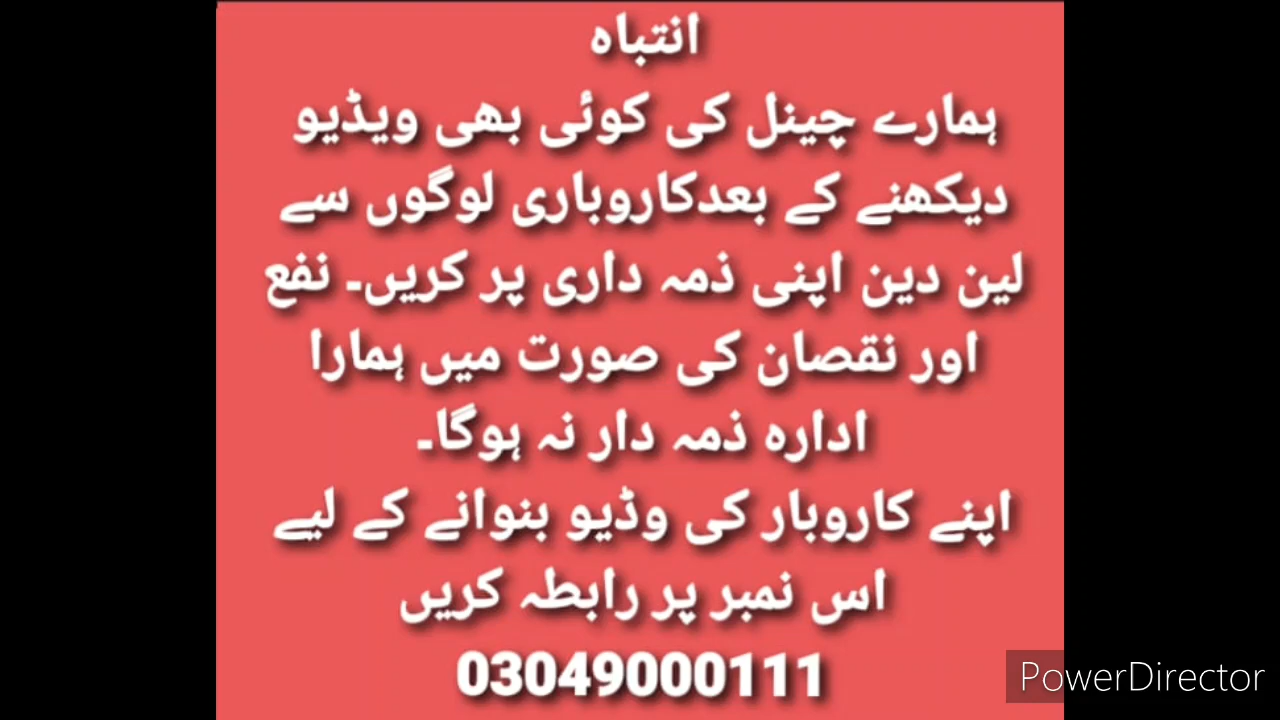 انتباہ
ہمارے چینل کی کوئی بھی ویڈیو
دیکھنے کے بعدکاروباری لوگوں سے
لین دین اپنی ذمہ داری پر کریں۔ نفع
اور نقصان کی صورت میں ہمارا
ادارہ ذمہ دار نہ ہوگا۔
اپنے کاروبار کی وڈیو بنوانے کے لیے
اس نمبر پر رابطہ کریں
03049000111
PowerDirector